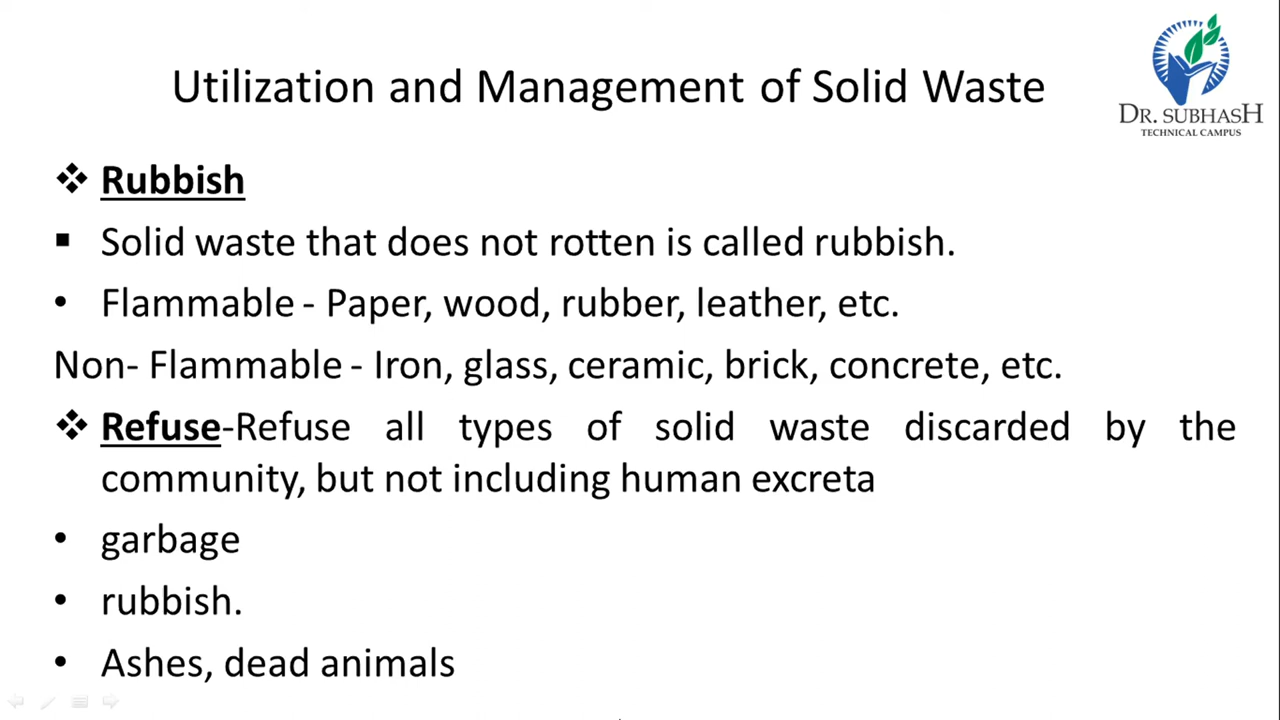 Utilization and Management of Solid Waste
DR. SUBHASH
TECHNICAL CAMPUS
❖ Rubbish
▪ Solid waste that does not rotten is called rubbish.
• Flammable - Paper, wood, rubber, leather, etc.
Non- Flammable - Iron, glass, ceramic, brick, concrete, etc.
❖ Refuse-Refuse all types of solid waste discarded by the
community, but not including human excreta
• garbage
• rubbish.
• Ashes, dead animals